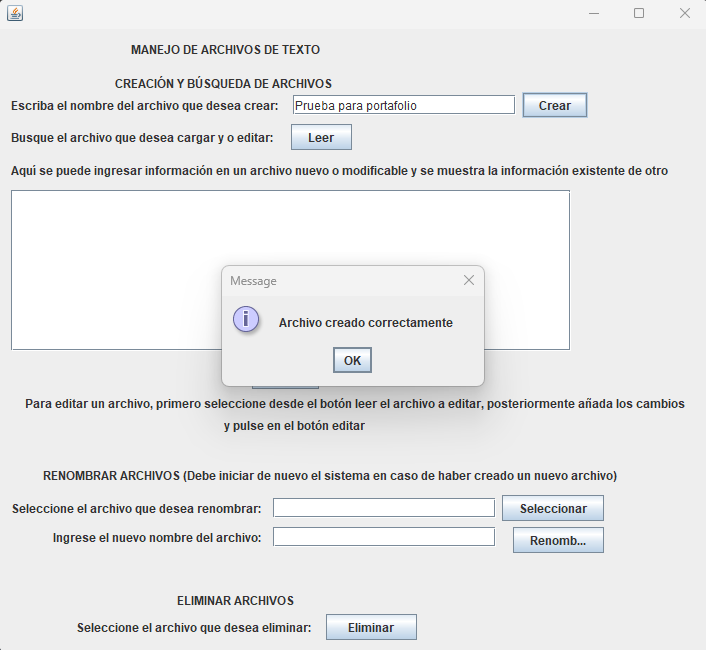 MANEJO DE ARCHIVOS DE TEXTO
CREACIÓN Y BÚSQUEDA DE ARCHIVOS
Escriba el nombre del archivo que desea crear: Prueba para portafolio Crear
Busque el archivo que desea cargar y o editar: Leer
Aquí se puede ingresar información en un archivo nuevo o modificable y se muestra la información existente de otro
Message
Archivo creado correctamente
OK
Para editar un archivo, primero seleccione desde el botón leer el archivo a editar, posteriormente añada los cambios
y pulse en el botón editar
RENOMBRAR ARCHIVOS (Debe iniciar de nuevo el sistema en caso de haber creado un nuevo archivo)
Seleccione el archivo que desea renombrar: Seleccionar
Ingrese el nuevo nombre del archivo: Renomb...
ELIMINAR ARCHIVOS
Seleccione el archivo que desea eliminar: Eliminar